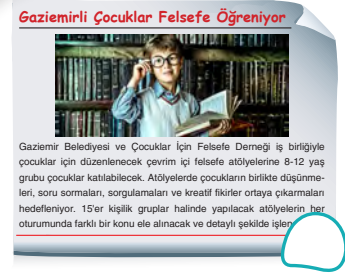 Gaziemirli Çocuklar Felsefe Öğreniyor
Gaziemir Belediyesi ve Çocuklar İçin Felsefe Derneği iş birliğiyle
çocuklar için düzenlenecek çevrim içi felsefe atölyelerine 8-12 yaş
grubu çocuklar katılabilecek. Atölyelerde çocukların birlikte düşünme-
leri, soru sormaları, sorgulamaları ve kreatif fikirler ortaya çıkarmaları
hedefleniyor. 15'er kişilik gruplar halinde yapılacak atölyelerin her
oturumunda farklı bir konu ele alınacak ve detaylı şekilde